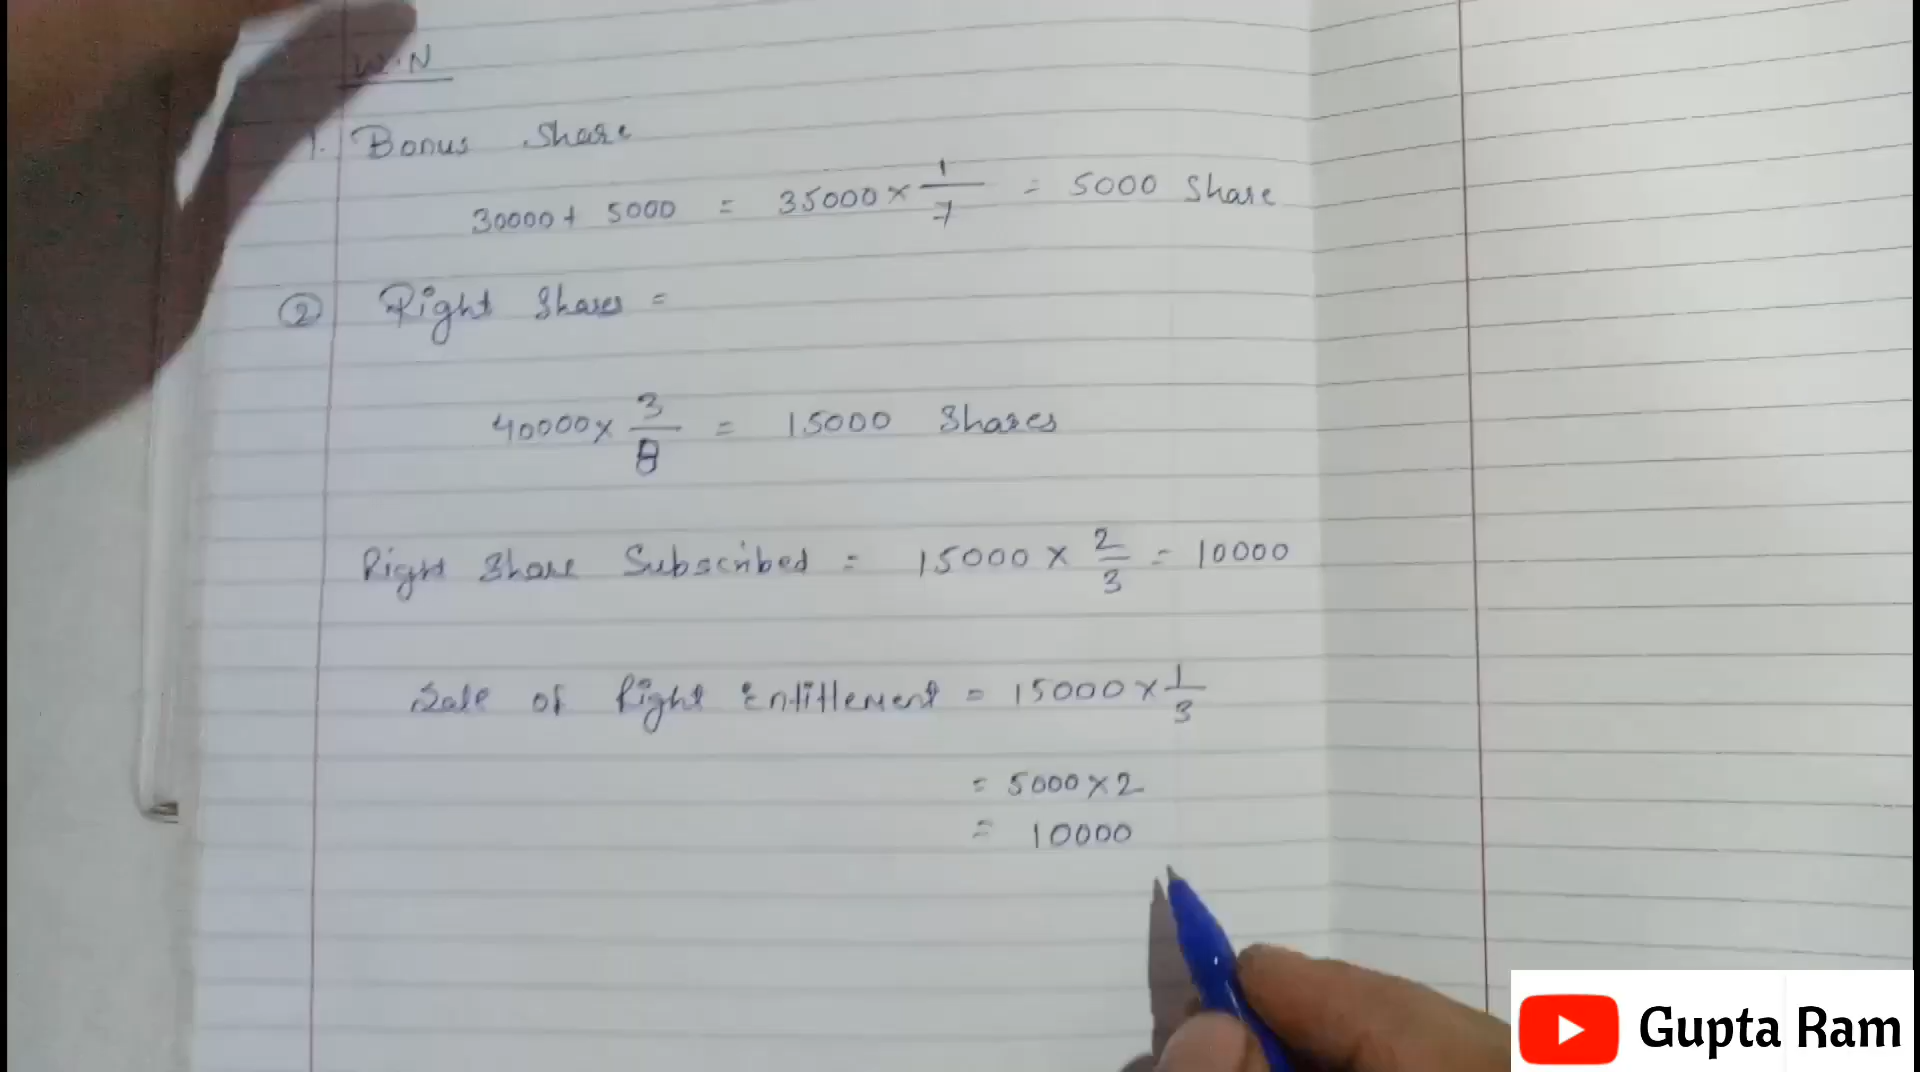 W.N
1. Bonus Share
30000 + 5000 = 35000 × 1/7 = 5000 Share
② Right Shares =
40000 × 3/8 = 15000 Shares
Right Share Subscribed = 15000 × 2/3 = 10000
Sale of Right Entitlement = 15000 × 1/3
= 5000 × 2
= 10000
Gupta Ram